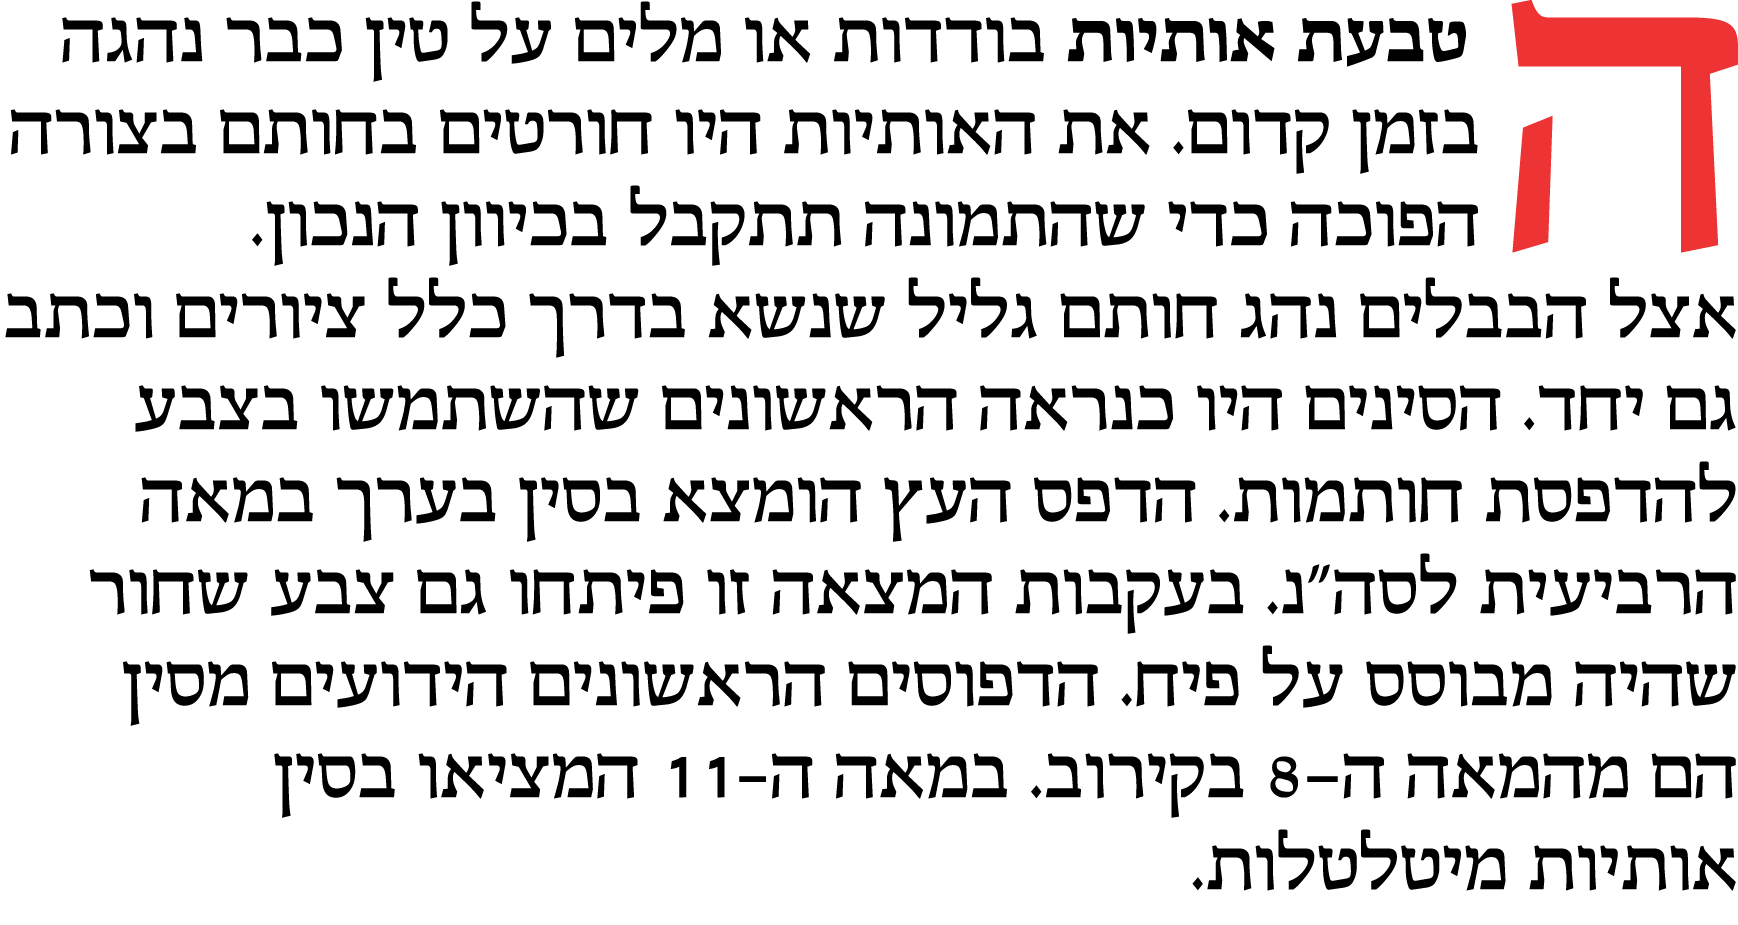 הטבעת אותיות בודדות או מלים על טין כבר נהגה
בזמן קדום. את האותיות היו חורטים בחותם בצורה
הפוכה כדי שהתמונה תתקבל בכיוון הנכון.
אצל הבבלים נהג חותם גליל שנשא בדרך כלל ציורים וכתב
גם יחד. הסינים היו כנראה הראשונים שהשתמשו בצבע
להדפסת חותמות. הדפס העץ הומצא בסין בערך במאה
הרביעית לסה״נ. בעקבות המצאה זו פיתחו גם צבע שחור
שהיה מבוסס על פיח. הדפוסים הראשונים הידועים מסין
הם מהמאה ה–8 בקירוב. במאה ה–11 המציאו בסין
אותיות מיטלטלות.